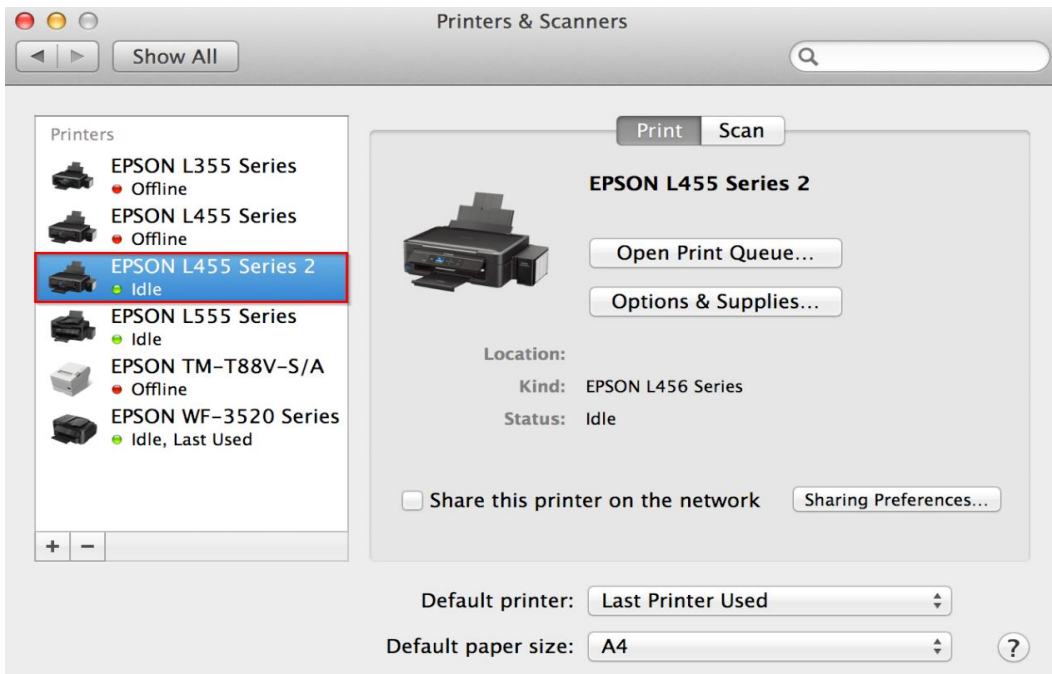 Printers & Scanners
Show All
Printers
EPSON L355 Series
Offline
EPSON L455 Series
Offline
EPSON L455 Series 2
Idle
EPSON L555 Series
Idle
EPSON TM-T88V-S/A
Offline
EPSON WF-3520 Series
Idle, Last Used
+ −
Print Scan
EPSON L455 Series 2
Open Print Queue...
Options & Supplies...
Location:
Kind: EPSON L456 Series
Status: Idle
Share this printer on the network Sharing Preferences...
Default printer: Last Printer Used
Default paper size: A4 ?